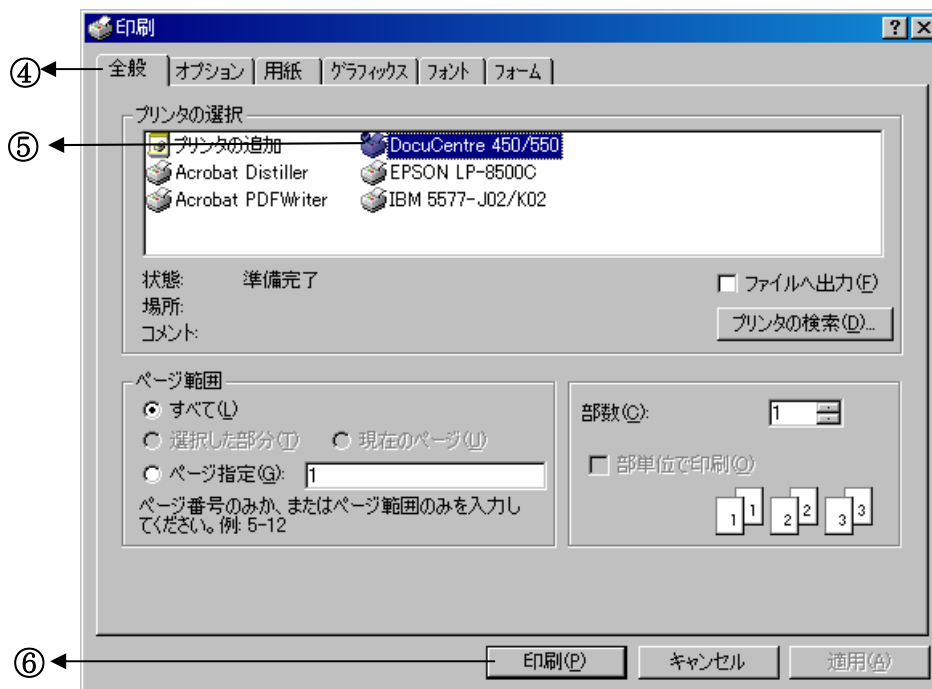 印刷
④ 全般 オプション 用紙 グラフィックス フォント フォーム
プリンタの選択
⑤ プリンタの追加 DocuCentre 450/550
Acrobat Distiller EPSON LP-8500C
Acrobat PDFWriter IBM 5577-J02/K02
状態: 準備完了 ファイルへ出力(F)
場所:
コメント: プリンタの検索(D)...
ページ範囲
すべて(L) 部数(C): 1
選択した部分(T) 現在のページ(U)
ページ指定(G): 1 部単位で印刷(O)
ページ番号のみか、またはページ範囲のみを入力し
てください。例: 5-12
1 1 2 2 3 3
⑥ 印刷(P) キャンセル 適用(A)